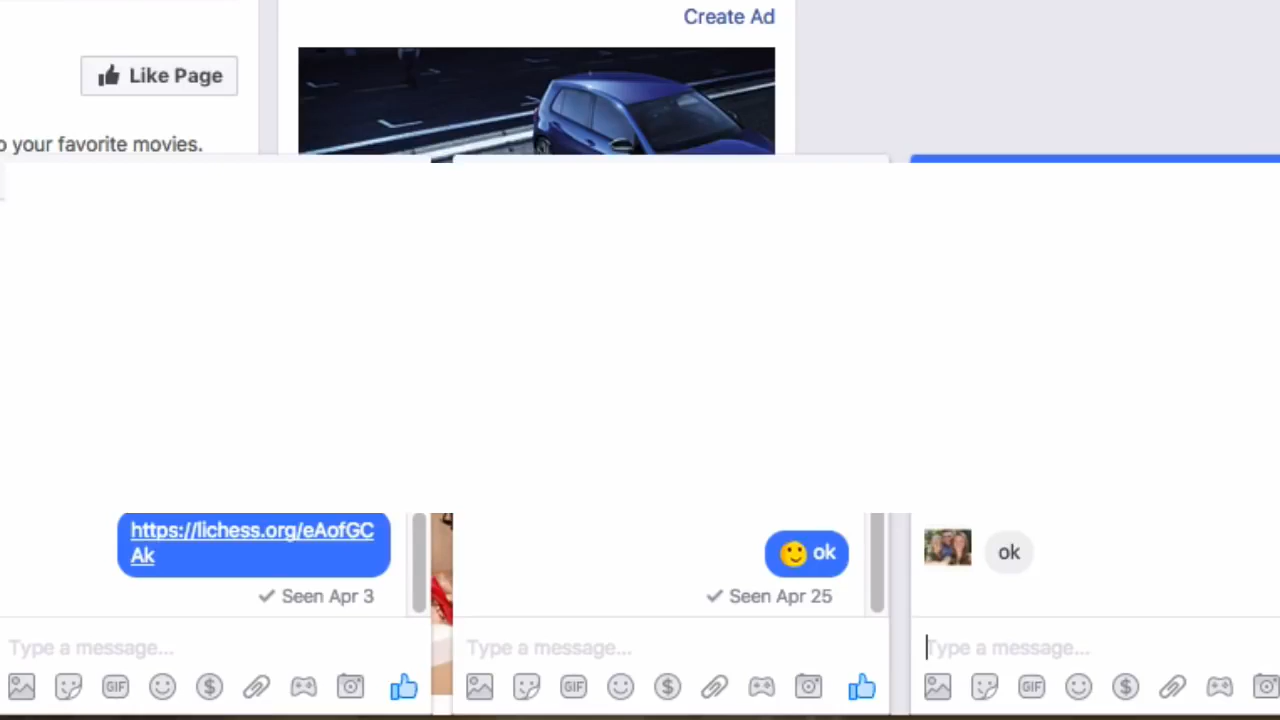 Create Ad
Like Page
your favorite movies.
https://lichess.org/eAofGC
Ak
Seen Apr 3
ok
Seen Apr 25
ok
Type a message...
Type a message...
Type a message...
GIF
$
GIF
$
GIF
$